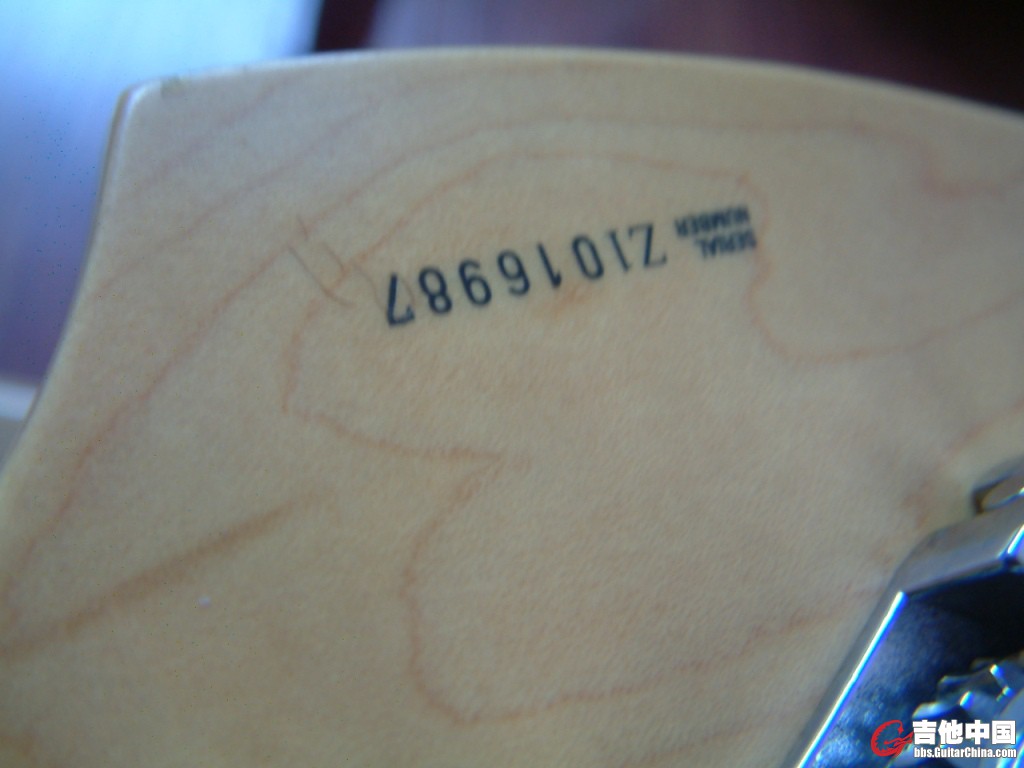 SERIAL
NUMBER
Z1016987
吉他中国
bbs.GuitarChina.com